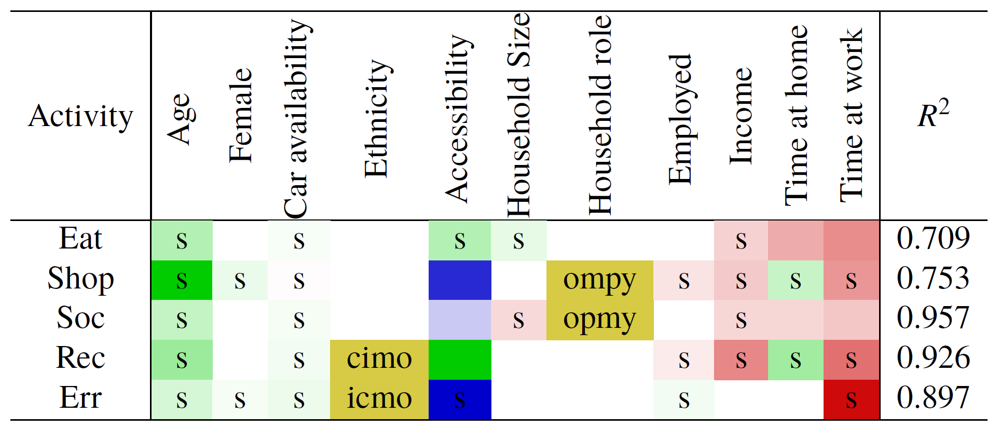 Activity Age Female Car availability Ethnicity Accessibility Household Size Household role Employed Income Time at home Time at work R²
Eat s s s s s 0.709
Shop s s s ompy s s s s 0.753
Soc s s s opmy s 0.957
Rec s s cimo s s s s 0.926
Err s s s icmo s s s 0.897